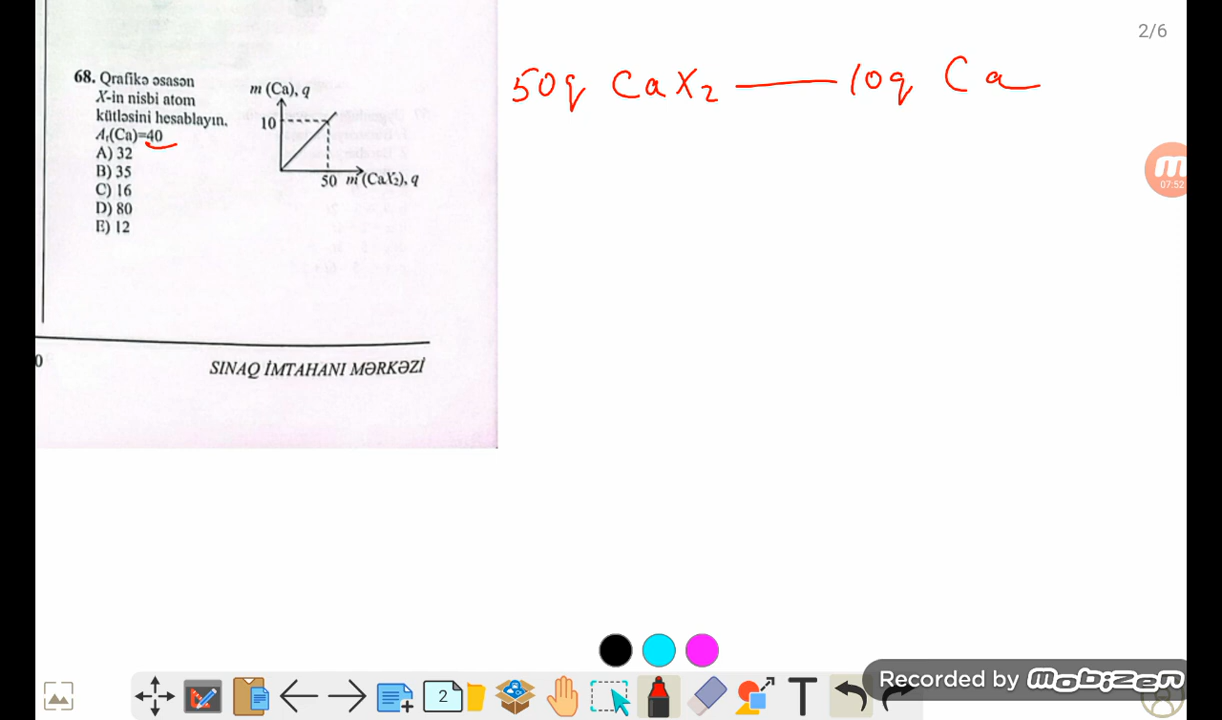 2/6
68. Qrafikə əsasən
X-in nisbi atom
kütləsini hesablayın.
Aᵣ(Ca)=40
A) 32
B) 35
C) 16
D) 80
E) 12
m (Ca), q
10
50 m (CaX₂), q
50q CaX₂ — 10q Ca
07:52
0
SINAQ İMTAHANI MƏRKƏZİ
2
T
Recorded by mobizen